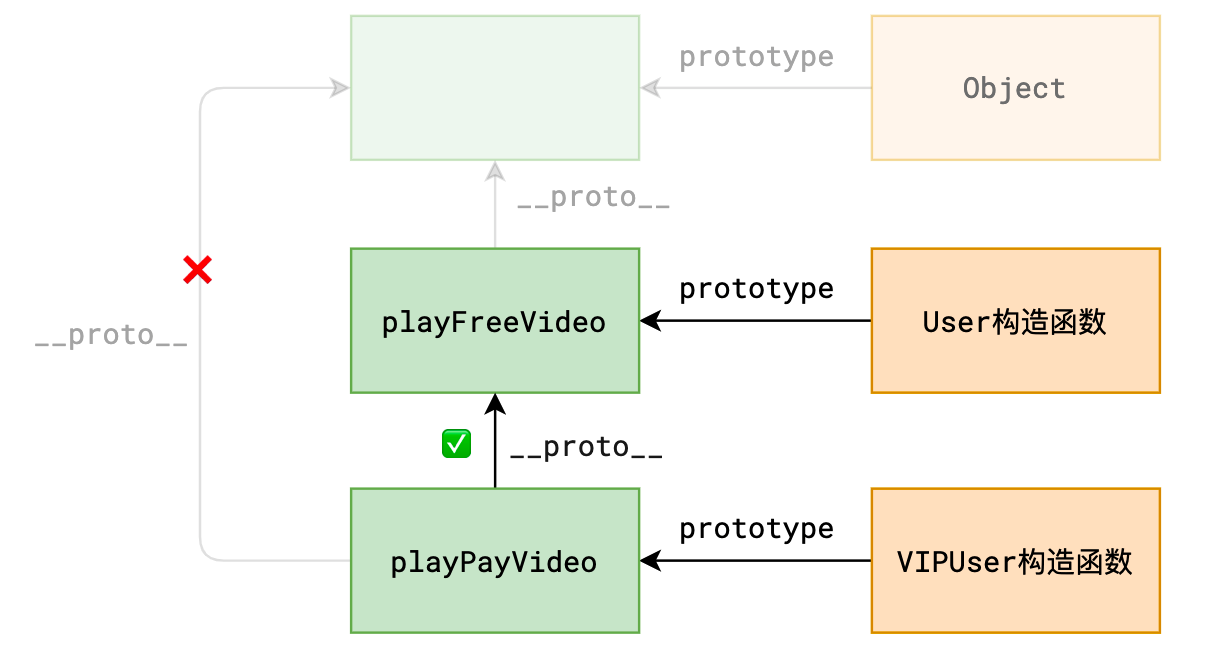 prototype
Object
__proto__
prototype
playFreeVideo
User构造函数
__proto__
__proto__
prototype
playPayVideo
VIPUser构造函数